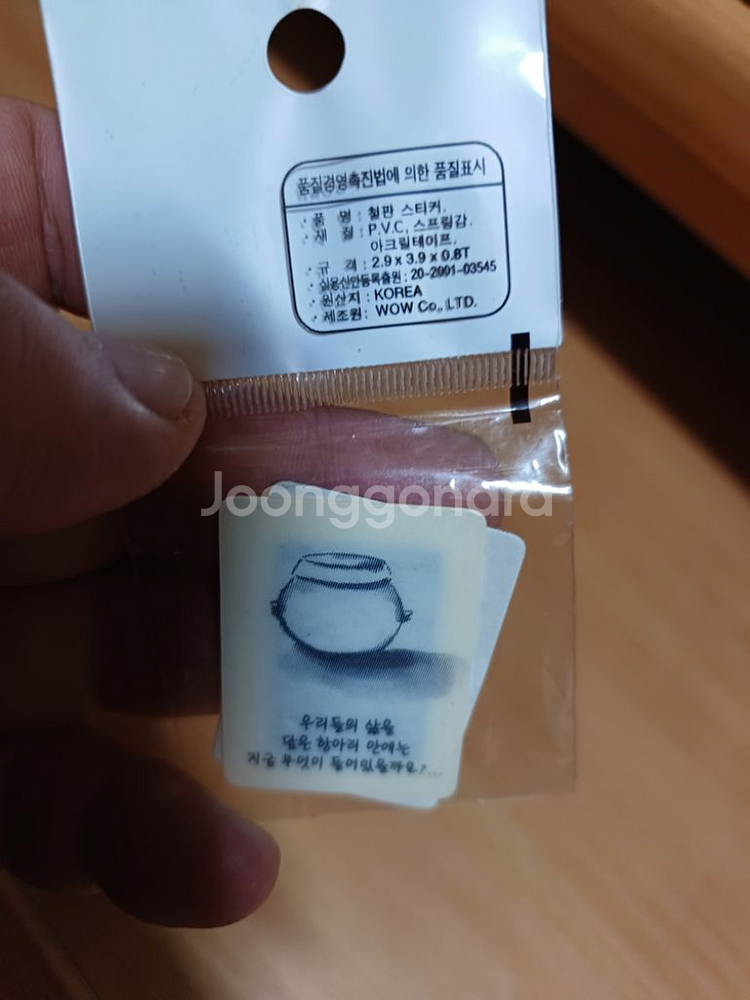 품질경영촉진법에 의한 품질표시
· 품 명 : 철판 스티커.
· 재 질 : P.V.C, 스프링감.
아크릴테이프.
· 규 격 : 2.9 x 3.9 x 0.8T
· 실용신안등록출원 : 20-2001-03545
· 원산지 : KOREA
· 제조원 : WOW Co., LTD.
Joonggonara
우리들의 삶을
닮은 항아리 안에는
지금 무엇이 들어있을까요?...